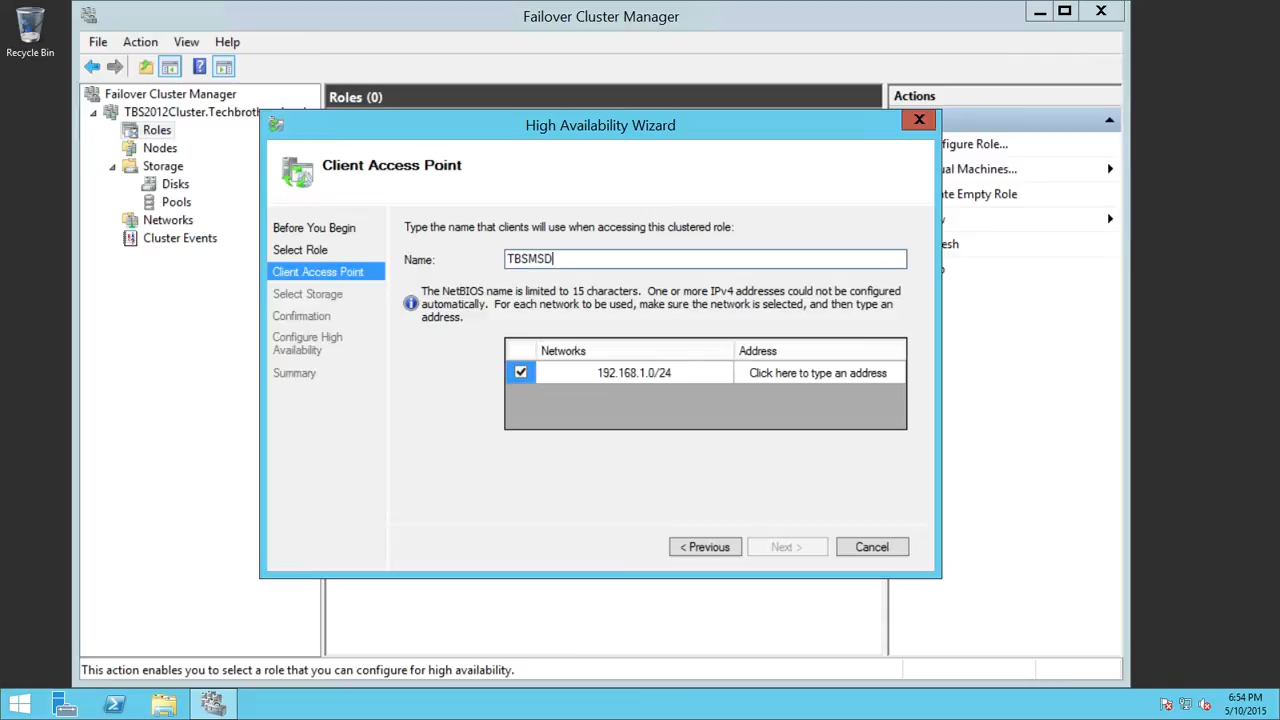 Recycle Bin
Failover Cluster Manager
File Action View Help
Failover Cluster Manager
TBS2012Cluster.Techbroth
Roles
Nodes
Storage
Disks
Pools
Networks
Cluster Events
Roles (0)
Actions
figure Role...
ual Machines...
te Empty Role
esh
High Availability Wizard
Client Access Point
Before You Begin
Select Role
Client Access Point
Select Storage
Confirmation
Configure High
Availability
Summary
Type the name that clients will use when accessing this clustered role:
Name: TBSMSD
The NetBIOS name is limited to 15 characters. One or more IPv4 addresses could not be configured
automatically. For each network to be used, make sure the network is selected, and then type an
address.
Networks Address
192.168.1.0/24 Click here to type an address
< Previous Next > Cancel
This action enables you to select a role that you can configure for high availability.
6:54 PM
5/10/2015